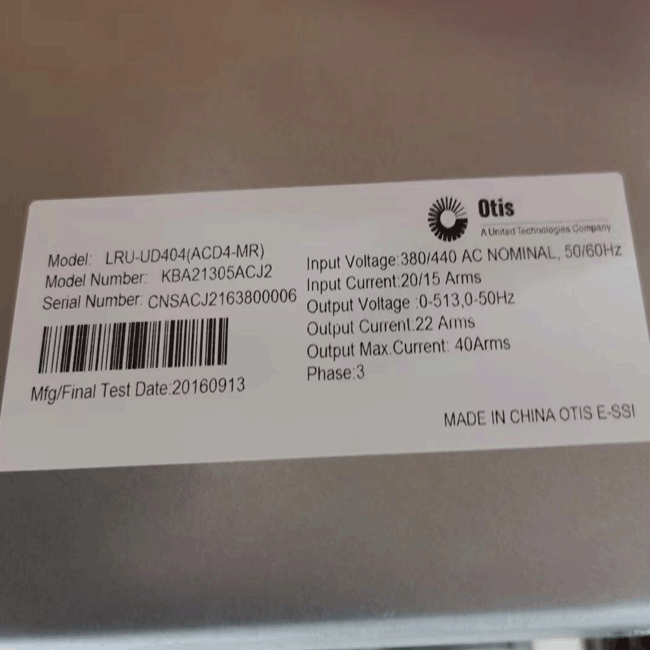 Otis
A United Technologies Company
Model: LRU-UD404(ACD4-MR)
Model Number: KBA21305ACJ2
Serial Number: CNSACJ2163800006
Mfg/Final Test Date:20160913
Input Voltage:380/440 AC NOMINAL, 50/60Hz
Input Current:20/15 Arms
Output Voltage :0-513,0-50Hz
Output Current:22 Arms
Output Max.Current: 40Arms
Phase:3
MADE IN CHINA OTIS E-SSI